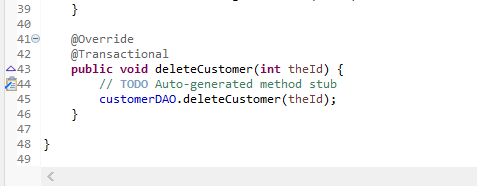 39 }
40
41 @Override
42 @Transactional
43 public void deleteCustomer(int theId) {
44 // TODO Auto-generated method stub
45 customerDAO.deleteCustomer(theId);
46 }
47
48 }
49